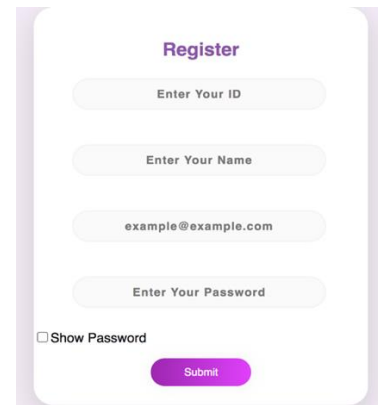 Register
Enter Your ID
Enter Your Name
example@example.com
Enter Your Password
Show Password
Submit